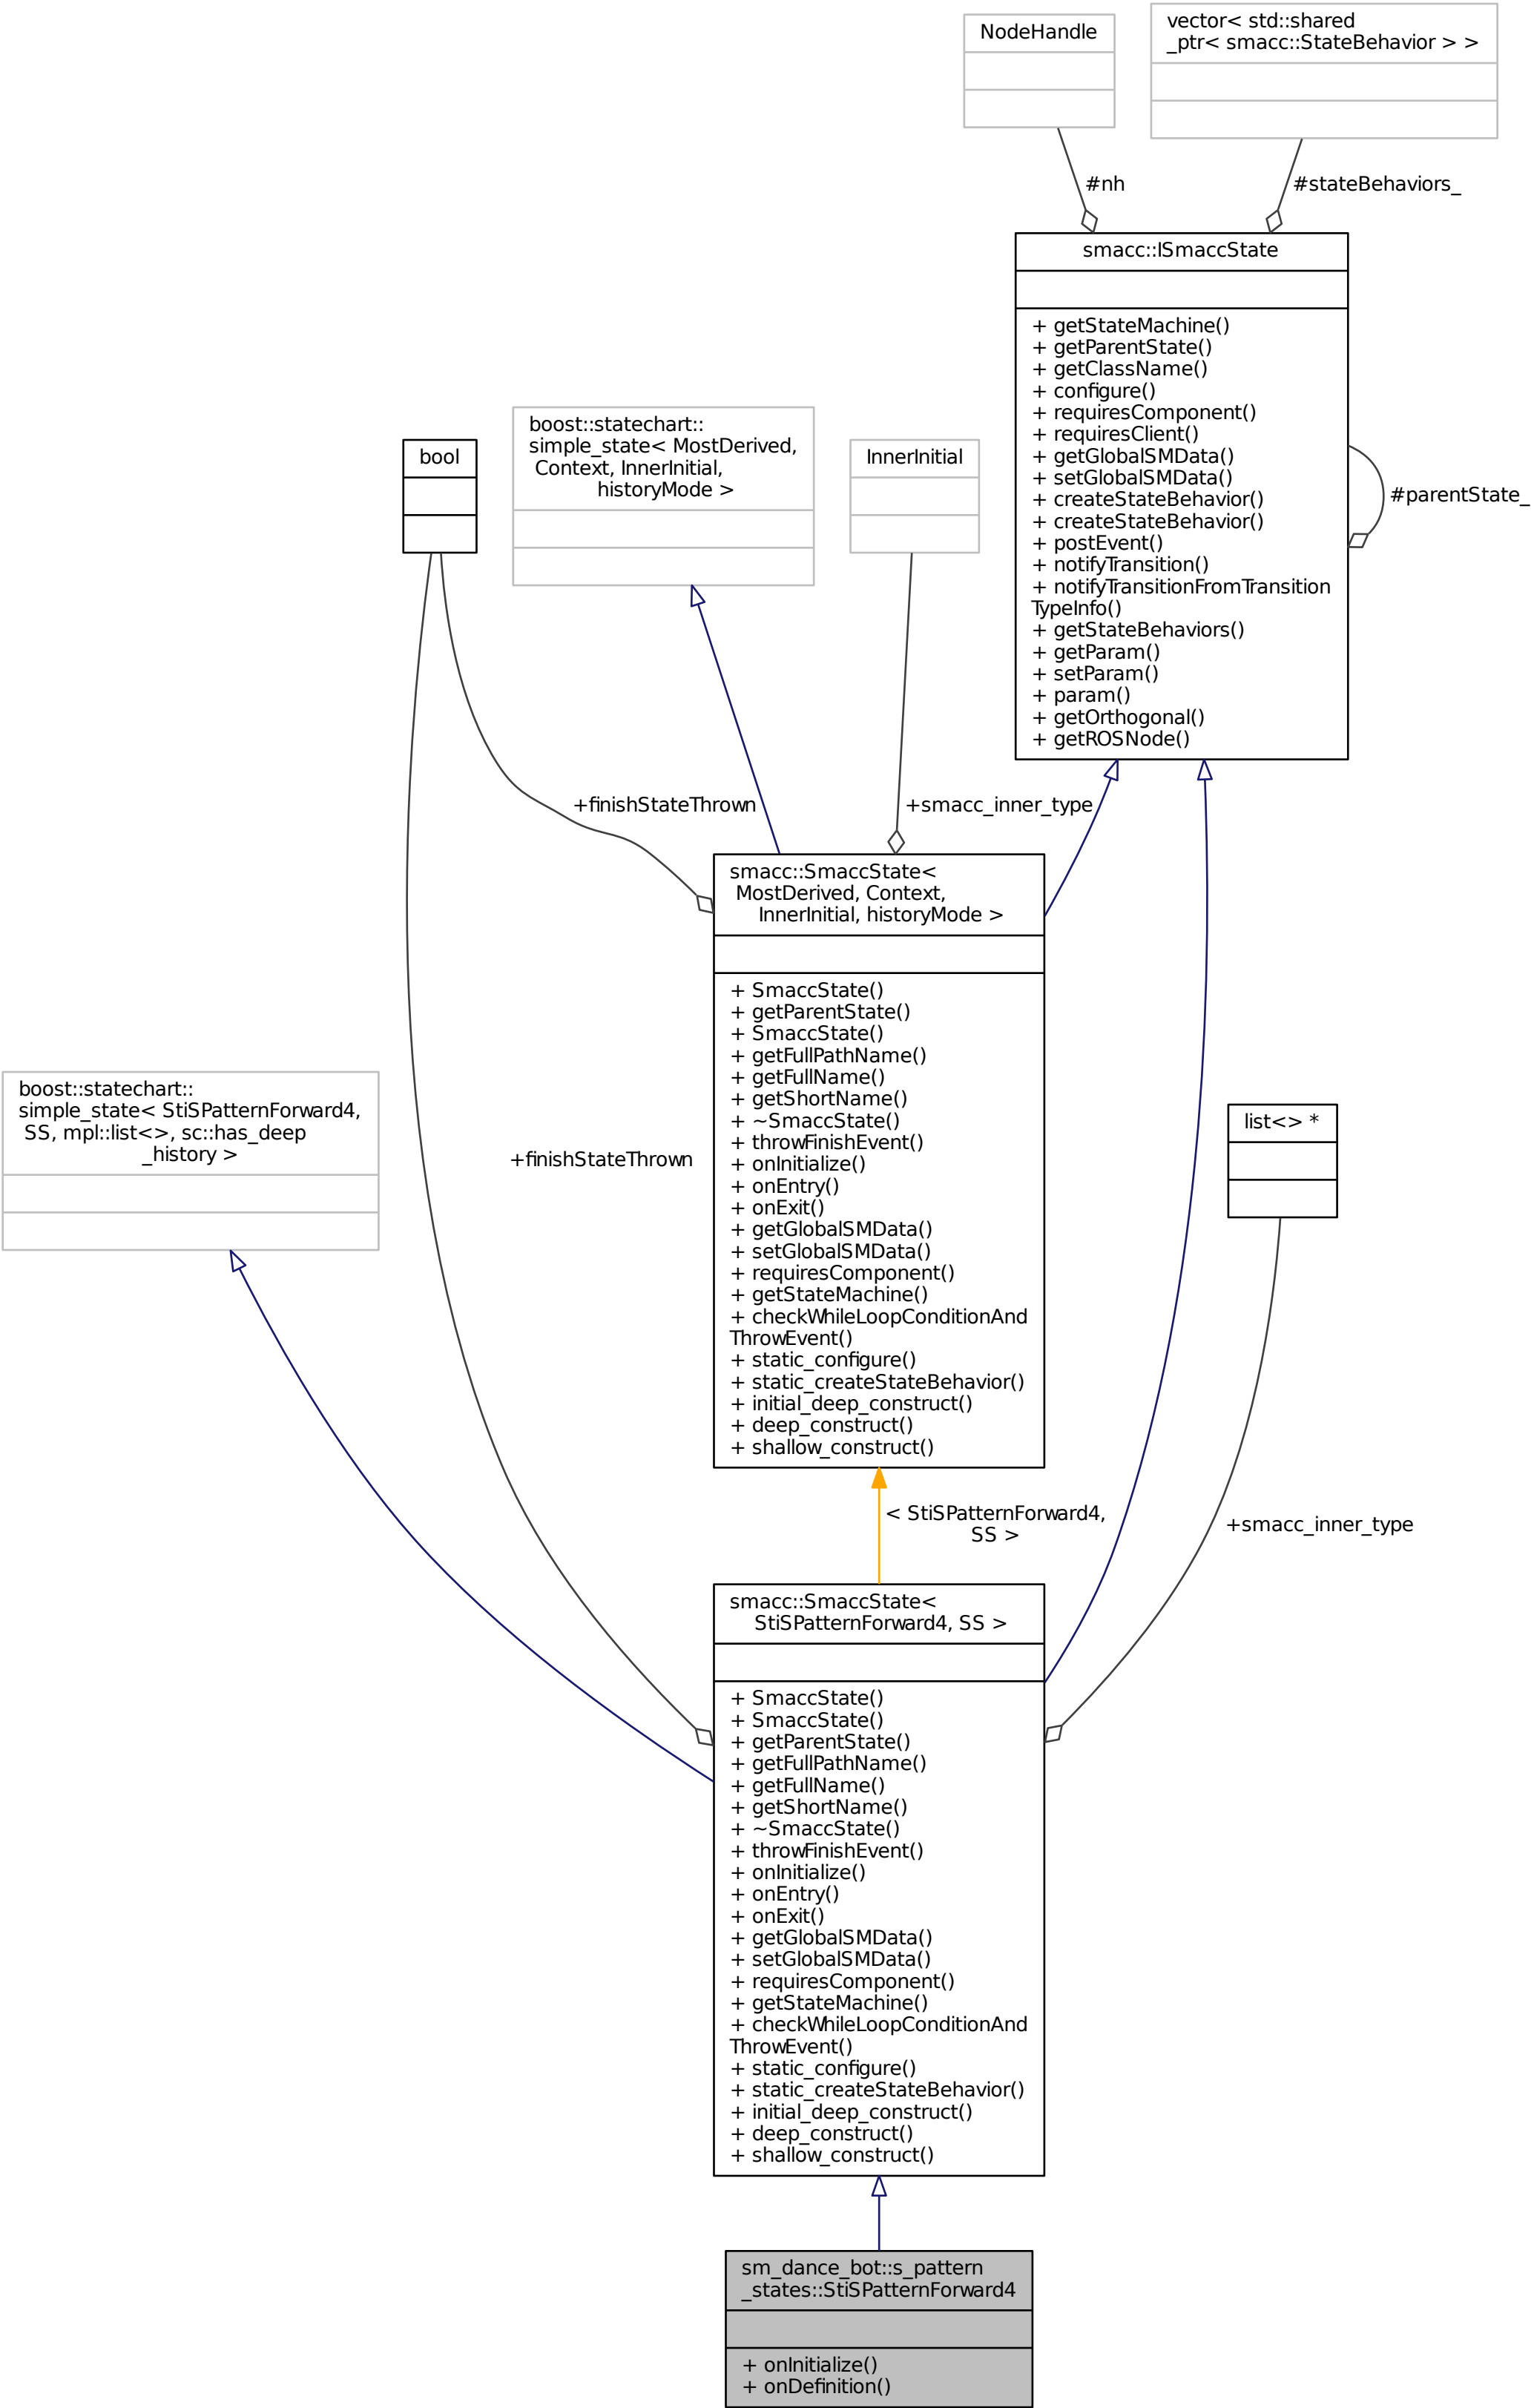 NodeHandle
vector< std::shared
_ptr< smacc::StateBehavior > >
#nh
#stateBehaviors_
smacc::ISmaccState
+ getStateMachine()
+ getParentState()
+ getClassName()
+ configure()
+ requiresComponent()
+ requiresClient()
+ getGlobalSMData()
+ setGlobalSMData()
+ createStateBehavior()
+ createStateBehavior()
+ postEvent()
+ notifyTransition()
+ notifyTransitionFromTransition
TypeInfo()
+ getStateBehaviors()
+ getParam()
+ setParam()
+ param()
+ getOrthogonal()
+ getROSNode()
#parentState_
bool
boost::statechart::
simple_state< MostDerived,
Context, InnerInitial,
historyMode >
InnerInitial
+finishStateThrown
+smacc_inner_type
smacc::SmaccState<
MostDerived, Context,
InnerInitial, historyMode >
+ SmaccState()
+ getParentState()
+ SmaccState()
+ getFullPathName()
+ getFullName()
+ getShortName()
+ ~SmaccState()
+ throwFinishEvent()
+ onInitialize()
+ onEntry()
+ onExit()
+ getGlobalSMData()
+ setGlobalSMData()
+ requiresComponent()
+ getStateMachine()
+ checkWhileLoopConditionAnd
ThrowEvent()
+ static_configure()
+ static_createStateBehavior()
+ initial_deep_construct()
+ deep_construct()
+ shallow_construct()
boost::statechart::
simple_state< StiSPatternForward4,
SS, mpl::list<>, sc::has_deep
_history >
+finishStateThrown
list<> *
< StiSPatternForward4,
SS >
+smacc_inner_type
smacc::SmaccState<
StiSPatternForward4, SS >
+ SmaccState()
+ SmaccState()
+ getParentState()
+ getFullPathName()
+ getFullName()
+ getShortName()
+ ~SmaccState()
+ throwFinishEvent()
+ onInitialize()
+ onEntry()
+ onExit()
+ getGlobalSMData()
+ setGlobalSMData()
+ requiresComponent()
+ getStateMachine()
+ checkWhileLoopConditionAnd
ThrowEvent()
+ static_configure()
+ static_createStateBehavior()
+ initial_deep_construct()
+ deep_construct()
+ shallow_construct()
sm_dance_bot::s_pattern
_states::StiSPatternForward4
+ onInitialize()
+ onDefinition()